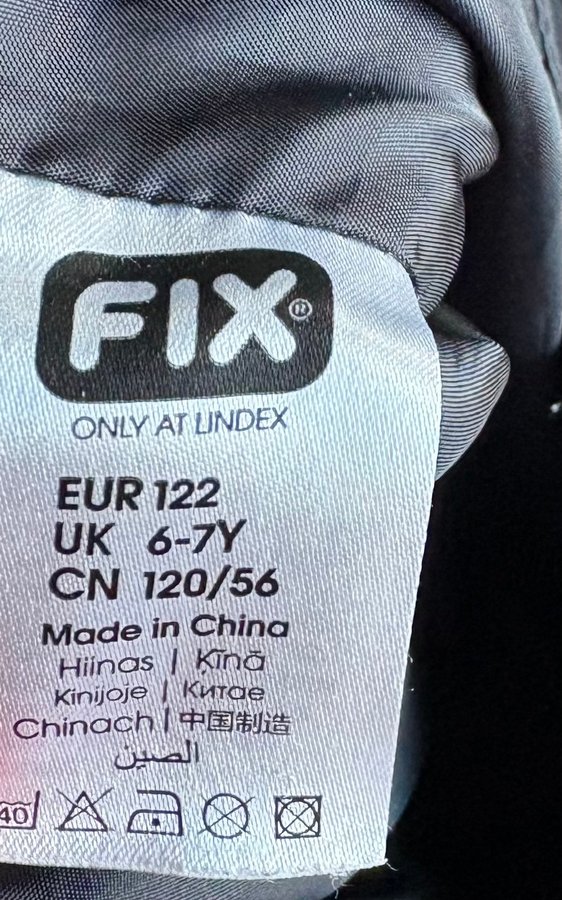 FIX®
ONLY AT LINDEX
EUR 122
UK 6-7Y
CN 120/56
Made in China
Hiinas | Ķīnā
Kinijoje | Китае
Chinach | 中国制造
الصين
40